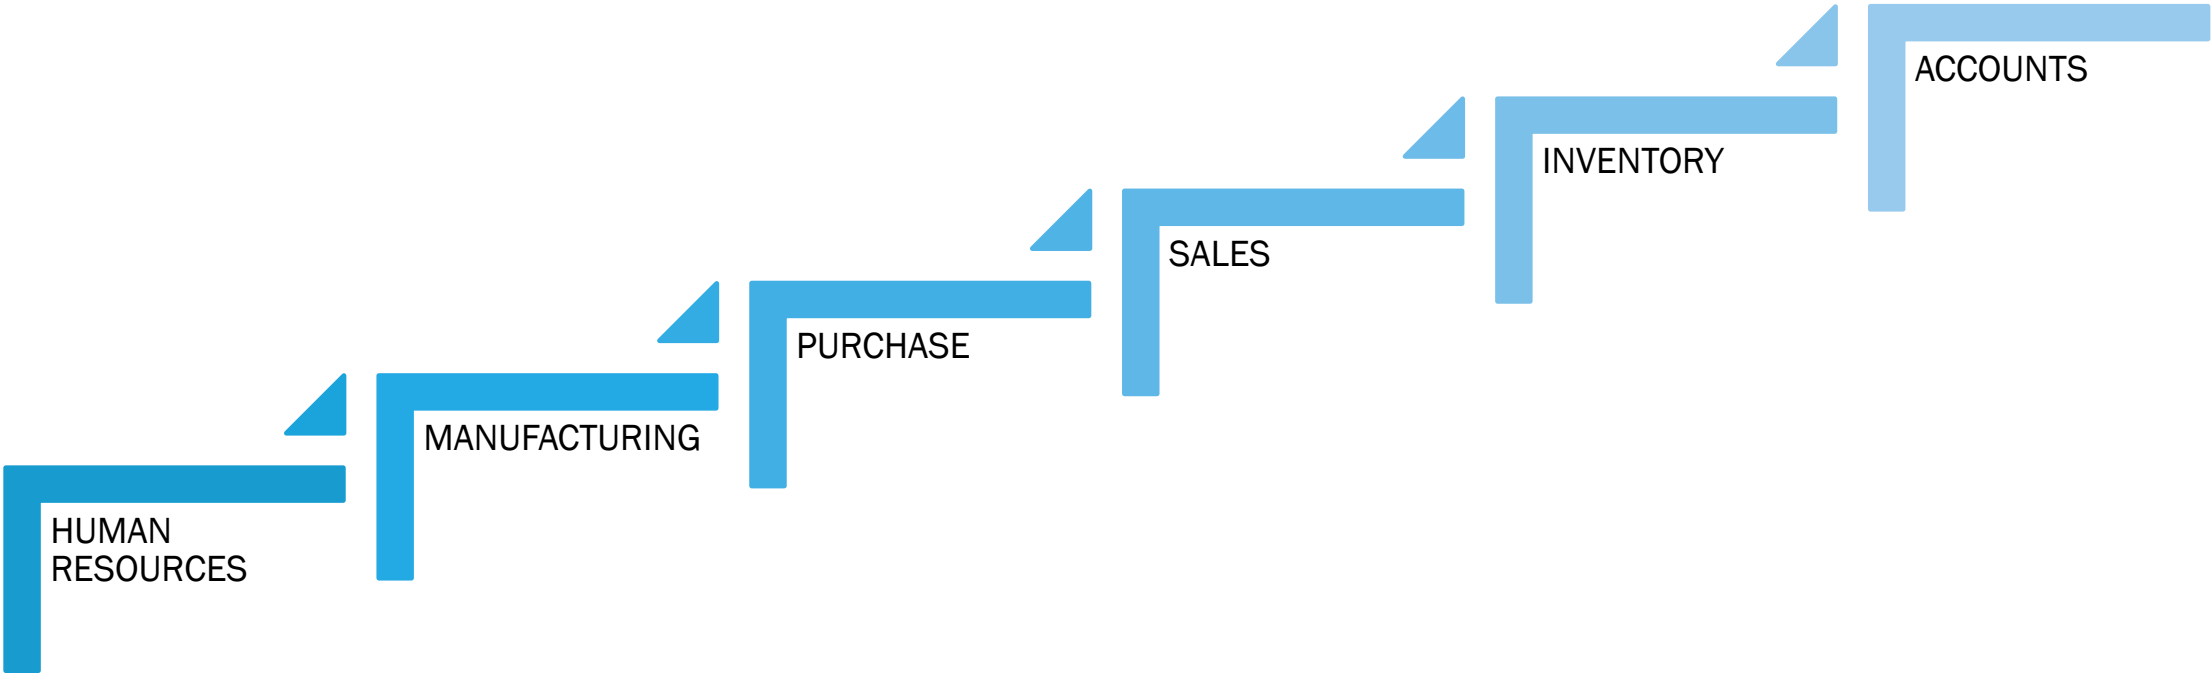 HUMAN
RESOURCES
MANUFACTURING
PURCHASE
SALES
INVENTORY
ACCOUNTS